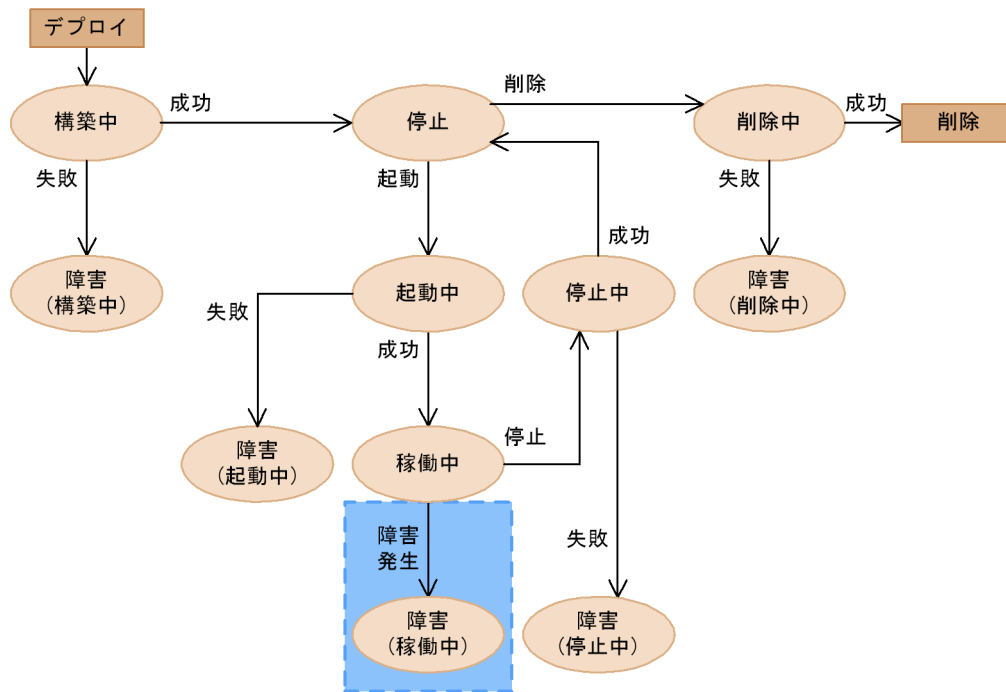 デプロイ
構築中
成功
停止
削除
削除中
成功
削除
失敗
起動
失敗
障害
(構築中)
起動中
成功
停止中
障害
(削除中)
失敗
成功
障害
(起動中)
稼働中
停止
障害
発生
失敗
障害
(稼働中)
障害
(停止中)